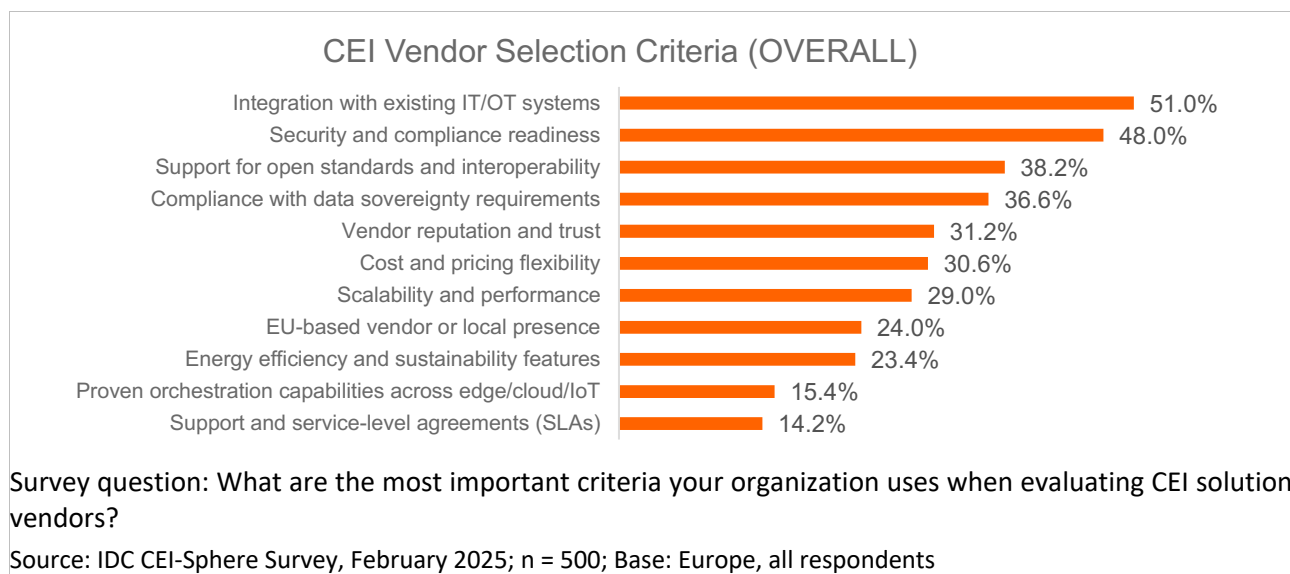 CEI Vendor Selection Criteria (OVERALL)
Integration with existing IT/OT systems 51.0%
Security and compliance readiness 48.0%
Support for open standards and interoperability 38.2%
Compliance with data sovereignty requirements 36.6%
Vendor reputation and trust 31.2%
Cost and pricing flexibility 30.6%
Scalability and performance 29.0%
EU-based vendor or local presence 24.0%
Energy efficiency and sustainability features 23.4%
Proven orchestration capabilities across edge/cloud/IoT 15.4%
Support and service-level agreements (SLAs) 14.2%
Survey question: What are the most important criteria your organization uses when evaluating CEI solution
vendors?
Source: IDC CEI-Sphere Survey, February 2025; n = 500; Base: Europe, all respondents